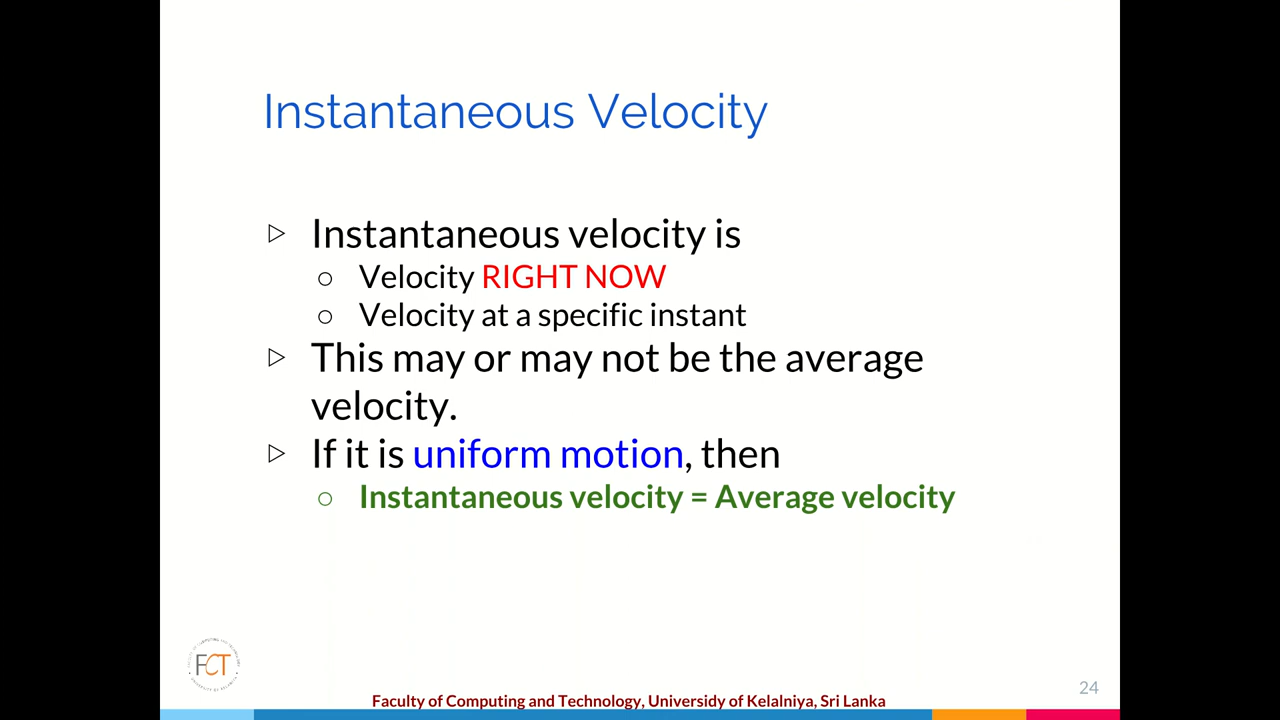 Instantaneous Velocity
Instantaneous velocity is
Velocity RIGHT NOW
Velocity at a specific instant
This may or may not be the average
velocity.
If it is uniform motion, then
Instantaneous velocity = Average velocity
FCT
24
Faculty of Computing and Technology, Universidy of Kelalniya, Sri Lanka